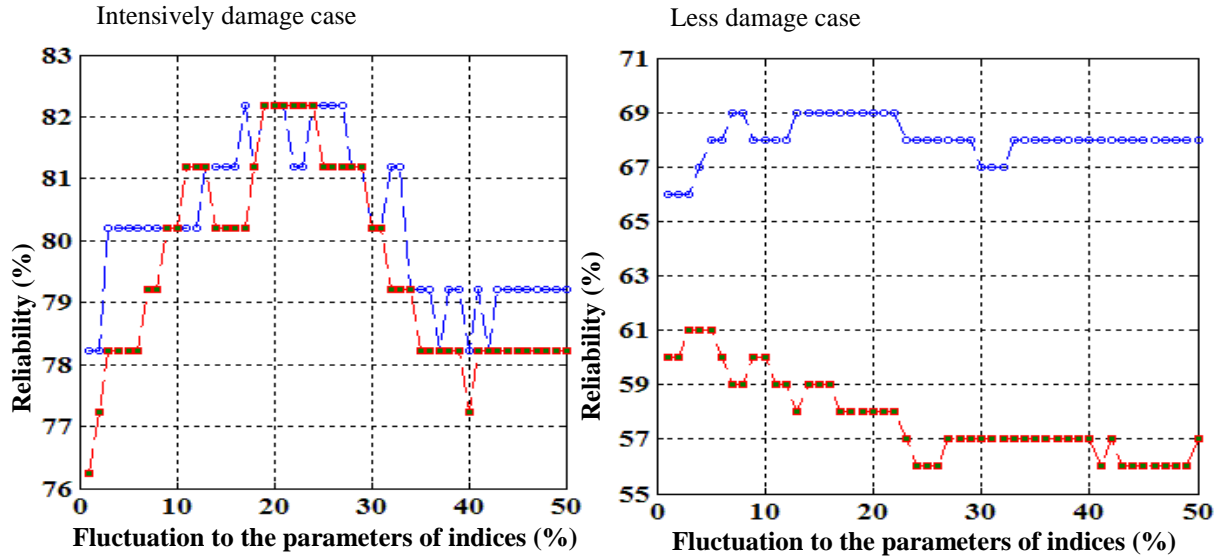 Intensively damage case
83
82
81
80
79
78
77
76
0 10 20 30 40 50
Reliability (%)
Fluctuation to the parameters of indices (%)
Less damage case
71
69
67
65
63
61
59
57
55
0 10 20 30 40 50
Reliability (%)
Fluctuation to the parameters of indices (%)